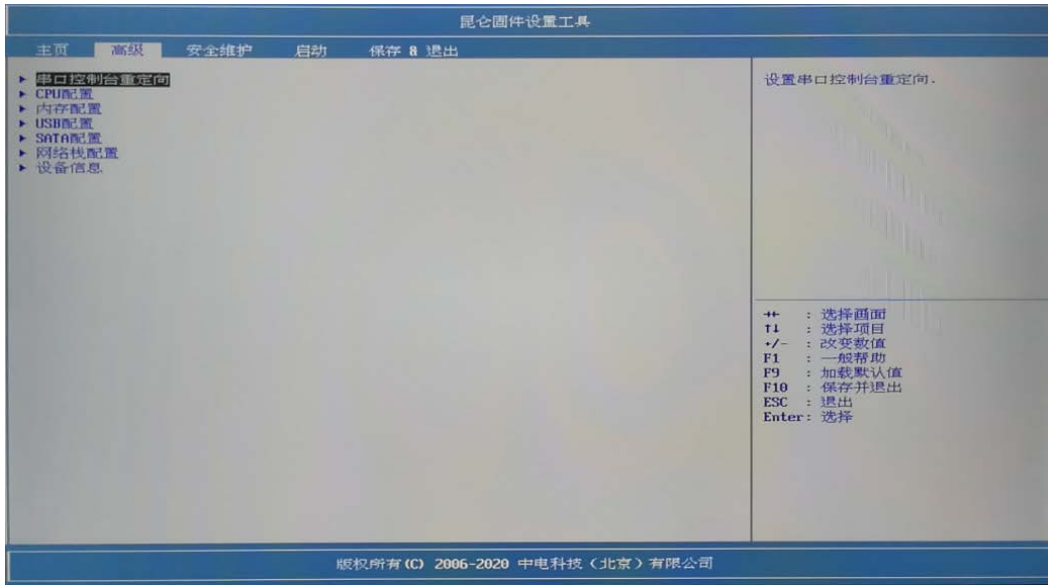 昆仑固件设置工具
主页 高级 安全维护 启动 保存 & 退出
串口控制台重定向
CPU配置
内存配置
USB配置
SATA配置
网络栈配置
设备信息
设置串口控制台重定向.
→← : 选择画面
↑↓ : 选择项目
+/- : 改变数值
F1 : 一般帮助
F9 : 加载默认值
F10 : 保存并退出
ESC : 退出
Enter: 选择
版权所有(C) 2006-2020 中电科技(北京)有限公司